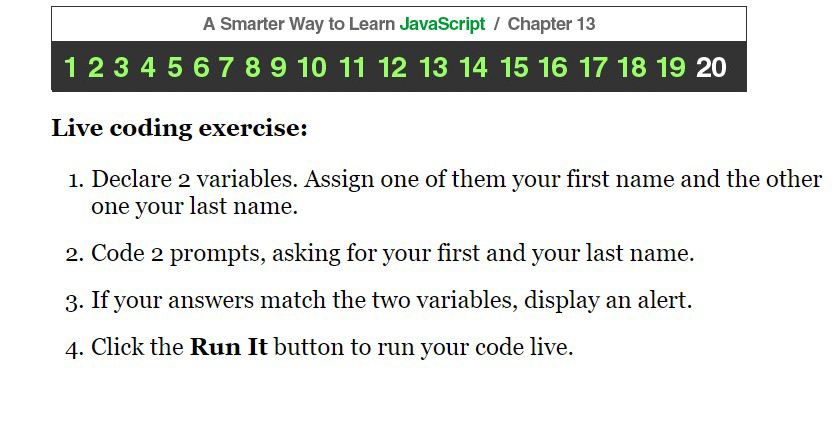 A Smarter Way to Learn JavaScript / Chapter 13
1 2 3 4 5 6 7 8 9 10 11 12 13 14 15 16 17 18 19 20
Live coding exercise:
1. Declare 2 variables. Assign one of them your first name and the other
one your last name.
2. Code 2 prompts, asking for your first and your last name.
3. If your answers match the two variables, display an alert.
4. Click the Run It button to run your code live.